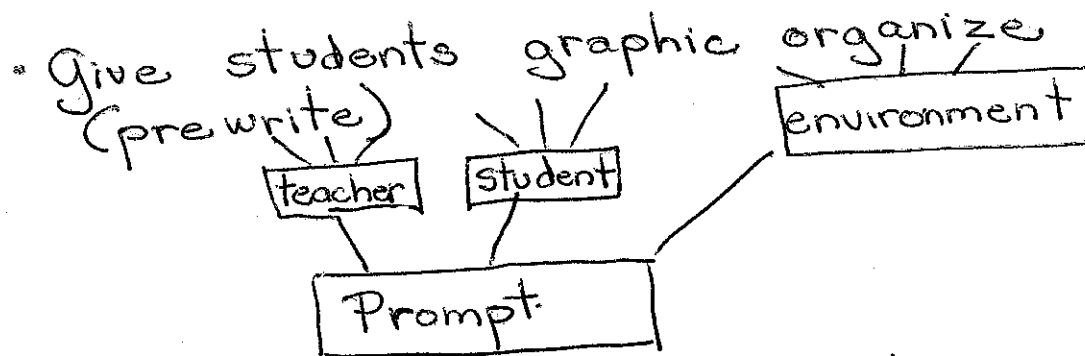 • Give students graphic organize
(prewrite)
environment
teacher student
Prompt.